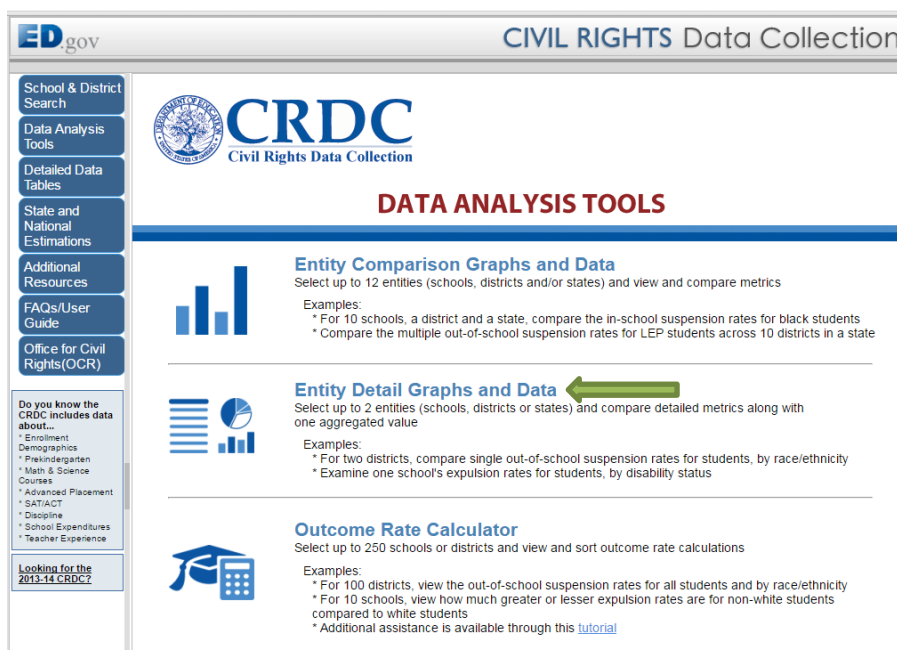 ED.gov
CIVIL RIGHTS Data Collection
School & District
Search
Data Analysis
Tools
Detailed Data
Tables
State and
National
Estimations
Additional
Resources
FAQs/User
Guide
Office for Civil
Rights(OCR)
Do you know the
CRDC includes data
about...
* Enrollment
Demographics
* Prekindergarten
* Math & Science
Courses
* Advanced Placement
* SAT/ACT
* Discipline
* School Expenditures
* Teacher Experience
Looking for the
2013-14 CRDC?
DEPARTMENT OF EDUCATION
UNITED STATES OF AMERICA
CRDC
Civil Rights Data Collection
DATA ANALYSIS TOOLS
Entity Comparison Graphs and Data
Select up to 12 entities (schools, districts and/or states) and view and compare metrics
Examples:
* For 10 schools, a district and a state, compare the in-school suspension rates for black students
* Compare the multiple out-of-school suspension rates for LEP students across 10 districts in a state
Entity Detail Graphs and Data
Select up to 2 entities (schools, districts or states) and compare detailed metrics along with
one aggregated value
Examples:
* For two districts, compare single out-of-school suspension rates for students, by race/ethnicity
* Examine one school's expulsion rates for students, by disability status
Outcome Rate Calculator
Select up to 250 schools or districts and view and sort outcome rate calculations
Examples:
* For 100 districts, view the out-of-school suspension rates for all students and by race/ethnicity
* For 10 schools, view how much greater or lesser expulsion rates are for non-white students
compared to white students
* Additional assistance is available through this tutorial